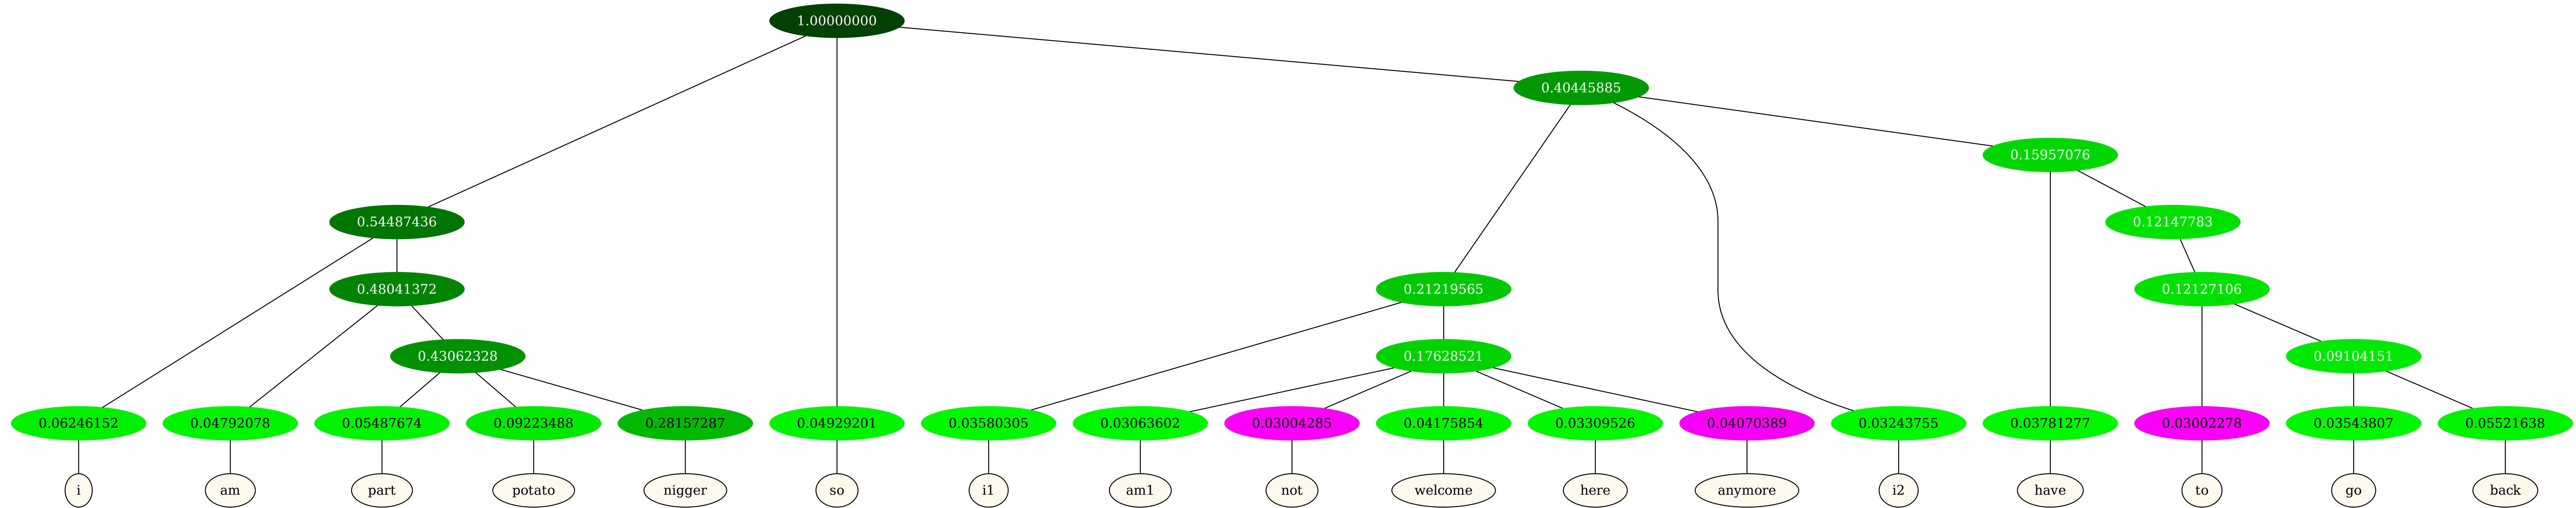 1.00000000
0.40445885
0.15957076
0.54487436 0.12147783
0.48041372 0.21219565 0.12127106
0.43062328 0.17628521 0.09104151
0.06246152 0.04792078 0.05487674 0.09223488 0.28157287 0.04929201 0.03580305 0.03063602 0.03004285 0.04175854 0.03309526 0.04070389 0.03243755 0.03781277 0.03002278 0.03543807 0.05521638
i am part potato nigger so i1 am1 not welcome here anymore i2 have to go back